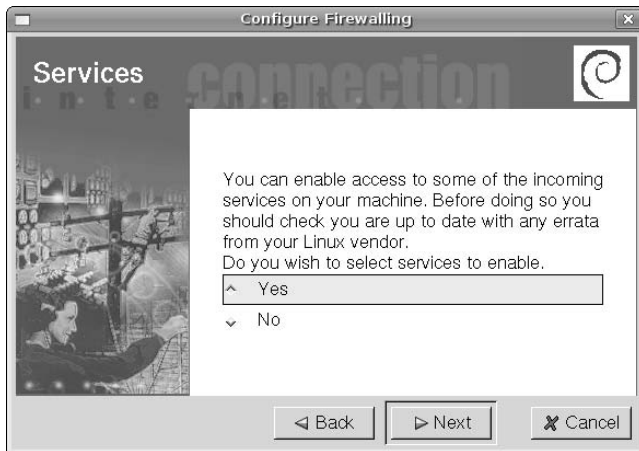 Configure Firewalling
Services
connection
internet
You can enable access to some of the incoming
services on your machine. Before doing so you
should check you are up to date with any errata
from your Linux vendor.
Do you wish to select services to enable.
Yes
No
Back
Next
Cancel